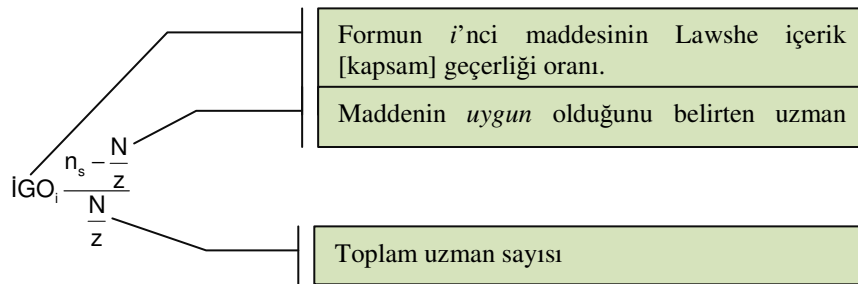 Formun i’nci maddesinin Lawshe içerik
[kapsam] geçerliği oranı.
Maddenin uygun olduğunu belirten uzman
n_s − N/z
İGO_i
N/z
Toplam uzman sayısı